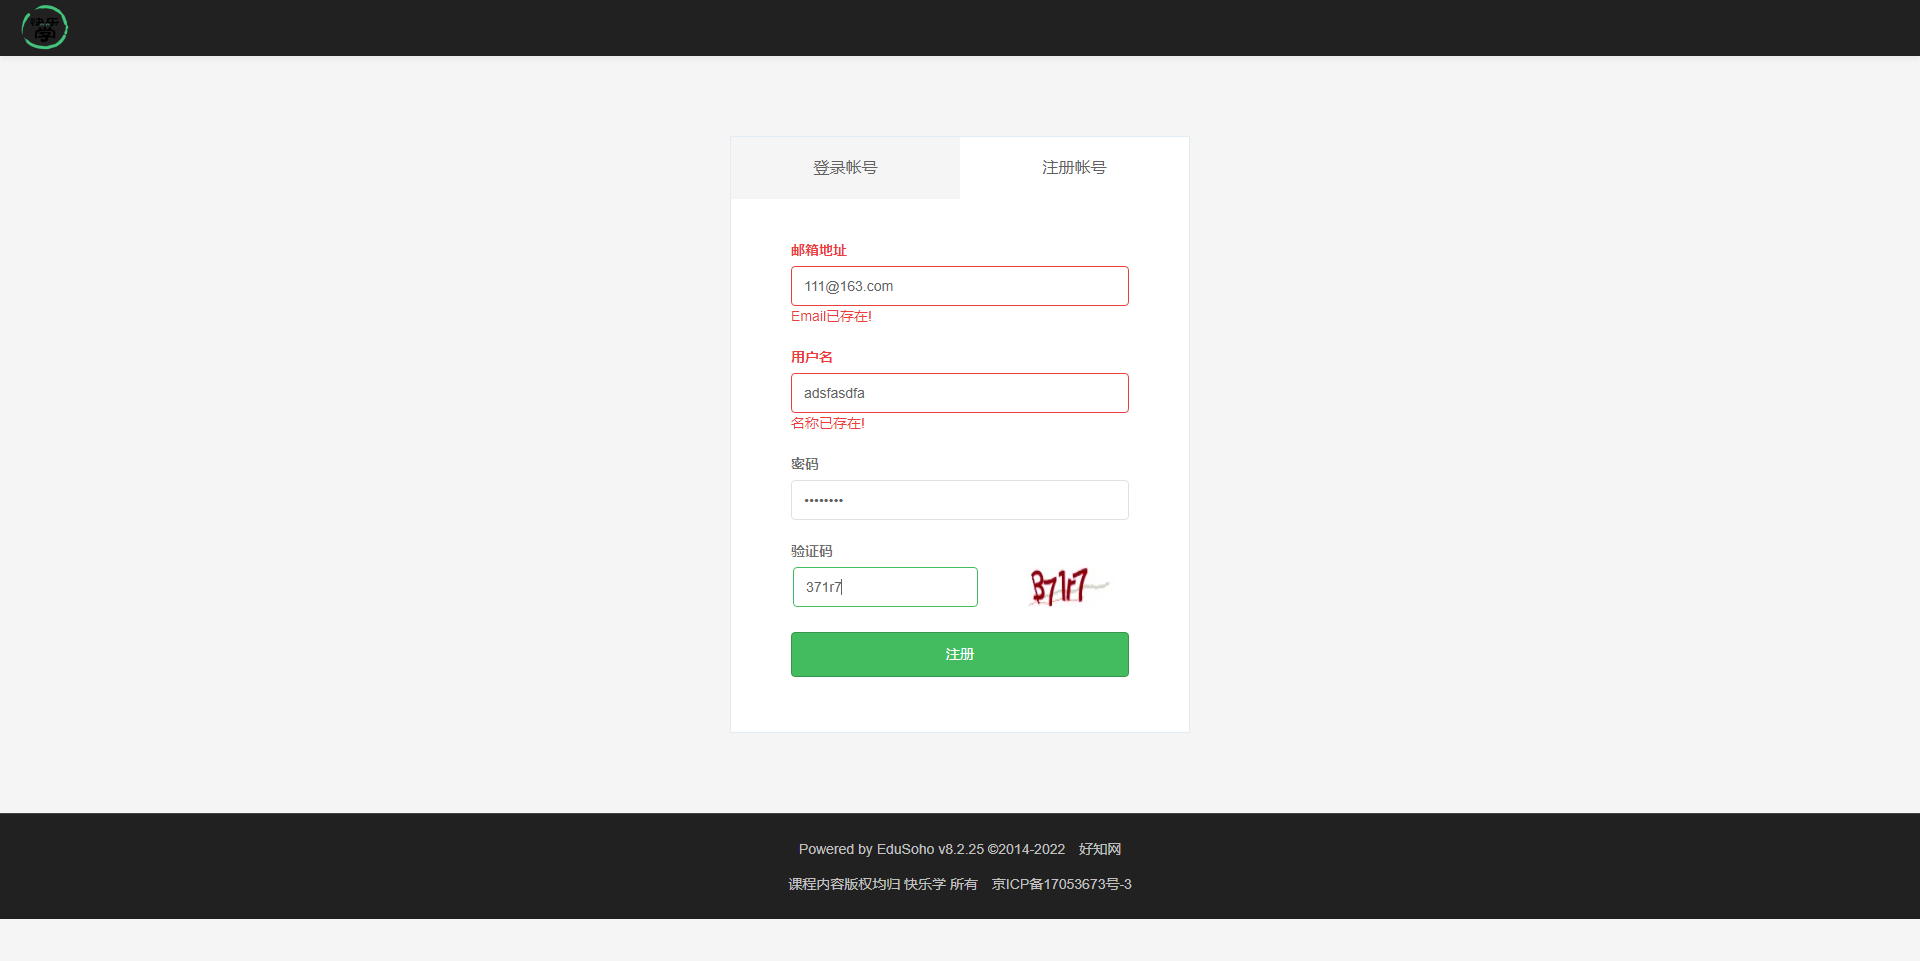 快乐
學
登录帐号
注册帐号
邮箱地址
111@163.com
Email已存在!
用户名
adsfasdfa
名称已存在!
密码
••••••••
验证码
371r7
B71r7
注册
Powered by EduSoho v8.2.25 ©2014-2022 好知网
课程内容版权均归 快乐学 所有 京ICP备17053673号-3